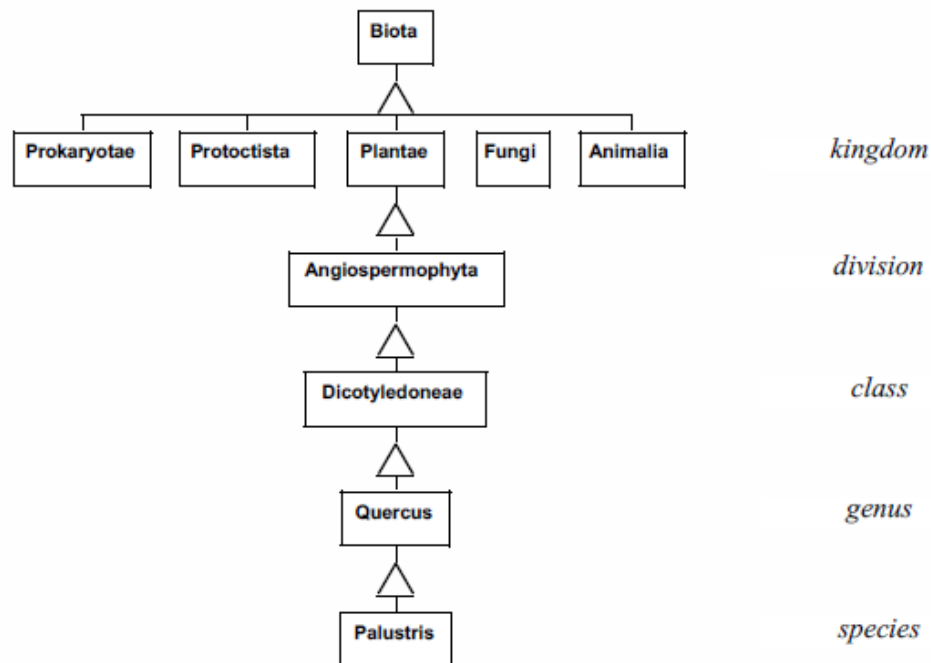 Biota
Prokaryotae Protoctista Plantae Fungi Animalia kingdom
Angiospermophyta division
Dicotyledoneae class
Quercus genus
Palustris species